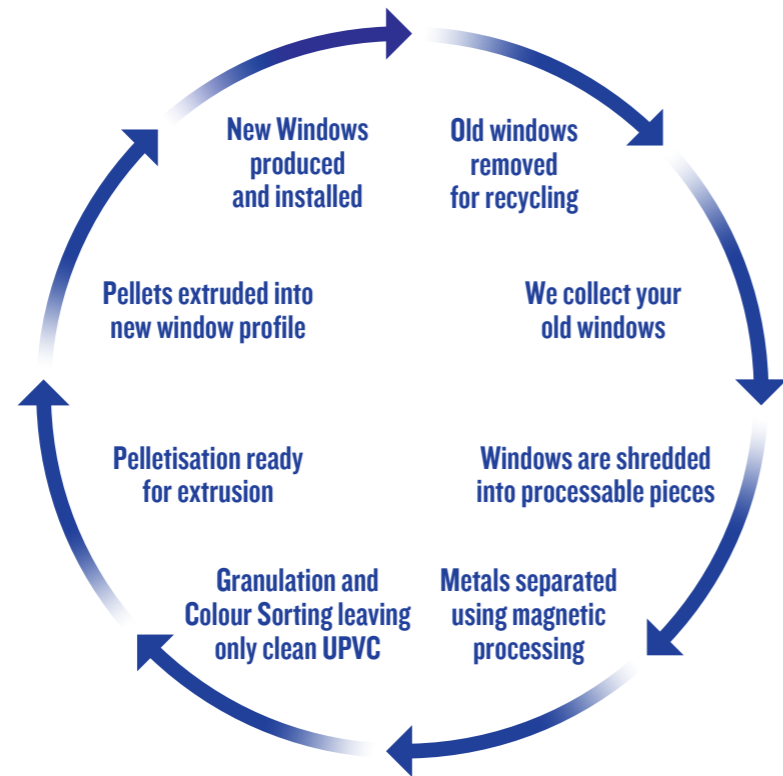 New Windows
produced
and installed
Old windows
removed
for recycling
We collect your
old windows
Windows are shredded
into processable pieces
Metals separated
using magnetic
processing
Granulation and
Colour Sorting leaving
only clean UPVC
Pelletisation ready
for extrusion
Pellets extruded into
new window profile